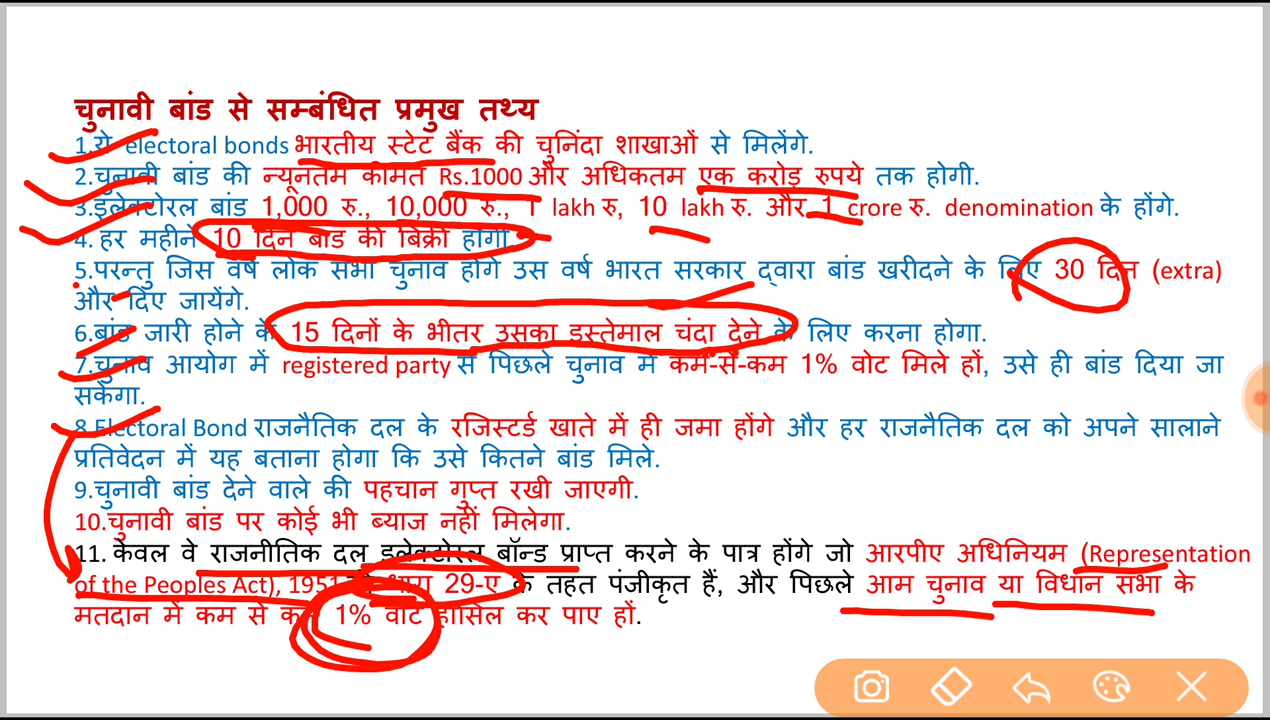 चुनावी बांड से सम्बंधित प्रमुख तथ्य
1.ये electoral bonds भारतीय स्टेट बैंक की चुनिंदा शाखाओं से मिलेंगे.
2.चुनावी बांड की न्यूनतम कीमत Rs.1000 और अधिकतम एक करोड़ रुपये तक होगी.
3.इलेक्टोरल बांड 1,000 रु., 10,000 रु., 1 lakh रु, 10 lakh रु. और 1 crore रु. denomination के होंगे.
4. हर महीने 10 दिन बांड की बिक्री होगी.
5.परन्तु जिस वर्ष लोक सभा चुनाव होंगे उस वर्ष भारत सरकार द्वारा बांड खरीदने के लिए 30 दिन (extra)
और दिए जायेंगे.
6.बांड जारी होने के 15 दिनों के भीतर उसका इस्तेमाल चंदा देने के लिए करना होगा.
7.चुनाव आयोग में registered party से पिछले चुनाव में कम-से-कम 1% वोट मिले हों, उसे ही बांड दिया जा
सकेगा.
8.Electoral Bond राजनैतिक दल के रजिस्टर्ड खाते में ही जमा होंगे और हर राजनैतिक दल को अपने सालाने
प्रतिवेदन में यह बताना होगा कि उसे कितने बांड मिले.
9.चुनावी बांड देने वाले की पहचान गुप्त रखी जाएगी.
10.चुनावी बांड पर कोई भी ब्याज नहीं मिलेगा.
11. केवल वे राजनीतिक दल इलेक्टोरल बॉन्ड प्राप्त करने के पात्र होंगे जो आरपीए अधिनियम (Representation
of the Peoples Act), 1951 की धारा 29-ए के तहत पंजीकृत हैं, और पिछले आम चुनाव या विधान सभा के
मतदान में कम से कम 1% वोट हासिल कर पाए हों.